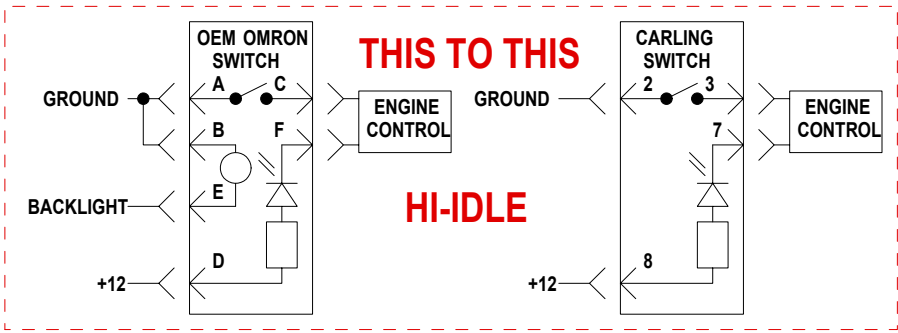 OEM OMRON
SWITCH
THIS TO THIS
CARLING
SWITCH
A C
2 3
GROUND
ENGINE
CONTROL
GROUND
ENGINE
CONTROL
B F
7
E
BACKLIGHT
HI-IDLE
D
+12
8
+12